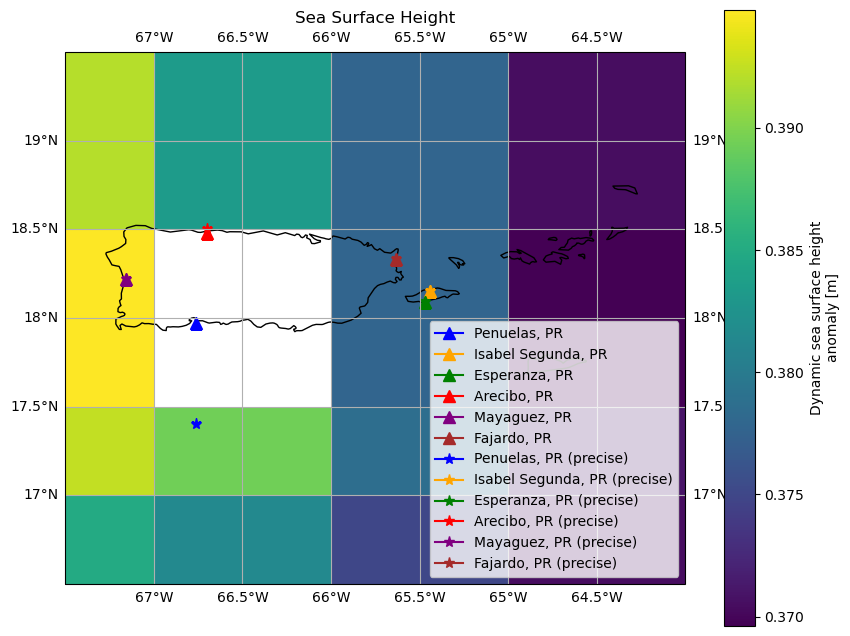 Sea Surface Height
67°W 66.5°W 66°W 65.5°W 65°W 64.5°W
19°N 19°N
18.5°N 18.5°N
18°N 18°N
17.5°N 17.5°N
17°N 17°N
67°W 66.5°W 66°W 65.5°W 65°W 64.5°W
Penuelas, PR
Isabel Segunda, PR
Esperanza, PR
Arecibo, PR
Mayaguez, PR
Fajardo, PR
Penuelas, PR (precise)
Isabel Segunda, PR (precise)
Esperanza, PR (precise)
Arecibo, PR (precise)
Mayaguez, PR (precise)
Fajardo, PR (precise)
0.390
0.385
0.380
0.375
0.370
Dynamic sea surface height
anomaly [m]